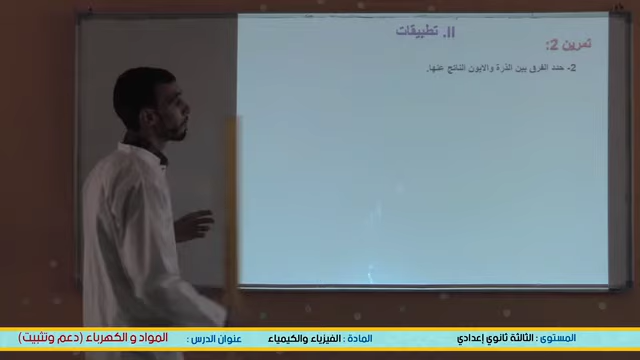 II. تطبيقات
تمرين 2:
2- حدد الفرق بين الذرة والايون الناتج عنها.
المستوى : الثالثة ثانوي إعدادي المادة : الفيزياء والكيمياء عنوان الدرس : المواد و الكهرباء (دعم وتثبيت)